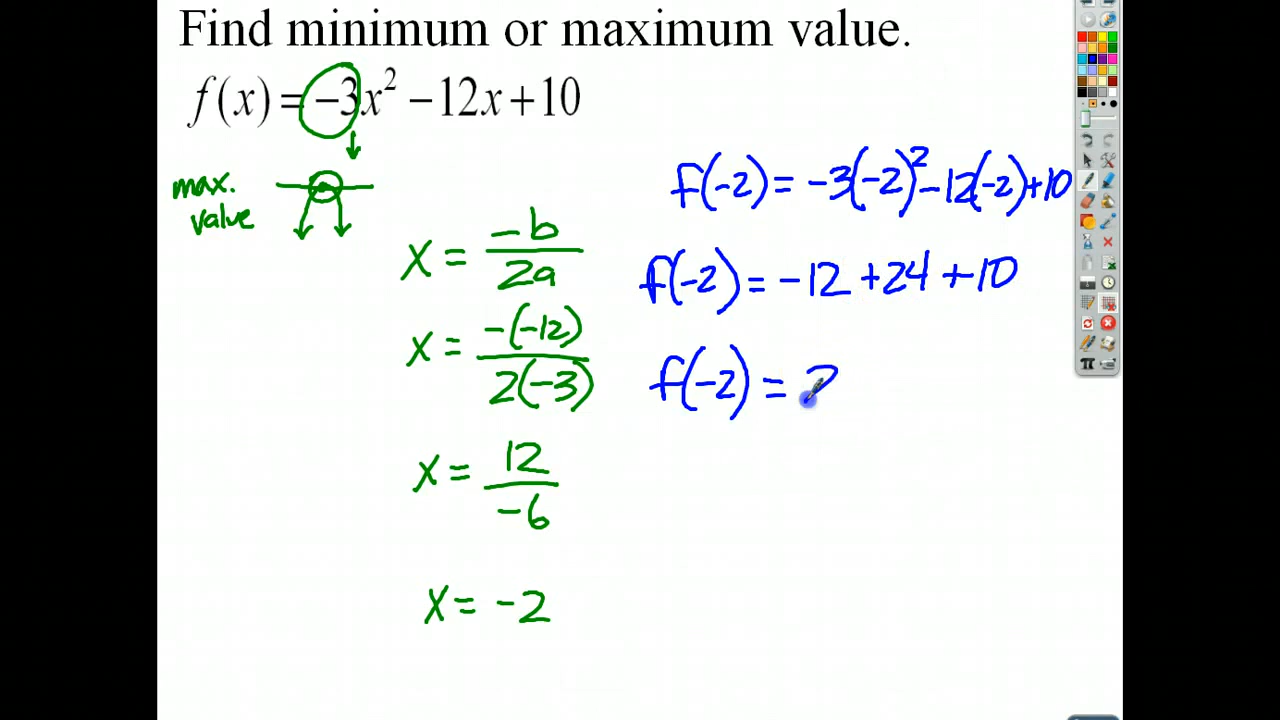 Find minimum or maximum value.
f(x) = -3x² - 12x + 10
max.
value
x = -b/2a
x = -(-12)/2(-3)
x = 12/-6
x = -2
f(-2) = -3(-2)² - 12(-2) + 10
f(-2) = -12 + 24 + 10
f(-2) = 2